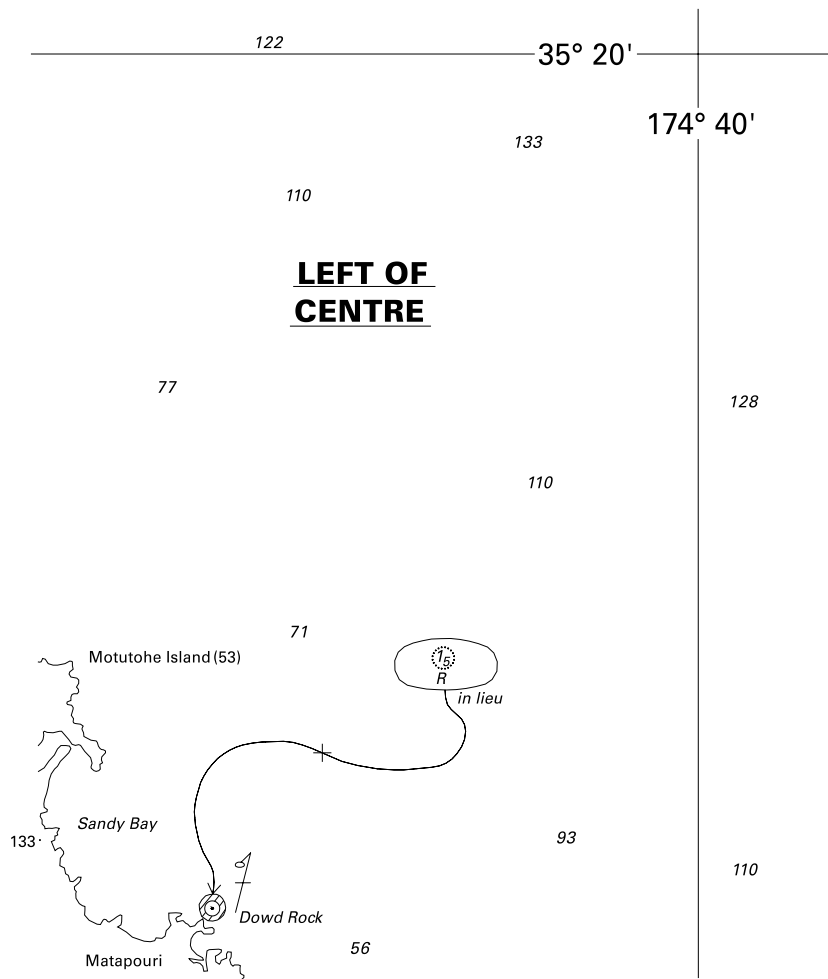 122
35° 20'
174° 40'
133
110
LEFT OF
CENTRE
77
128
110
71
Motutohe Island (53)
1₅
R
in lieu
Sandy Bay
133
93
110
Dowd Rock
56
Matapouri